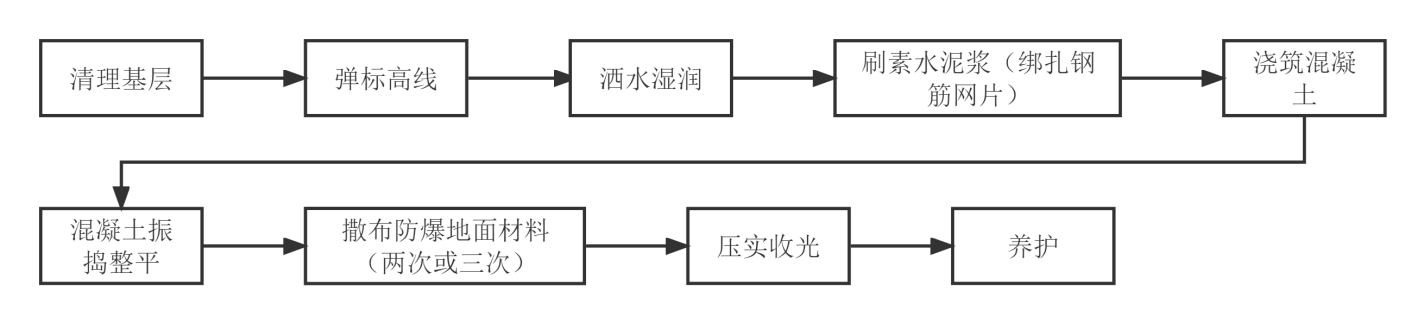 清理基层
弹标高线
洒水湿润
刷素水泥浆（绑扎钢
筋网片）
浇筑混凝
土
混凝土振
捣整平
撒布防爆地面材料
（两次或三次）
压实收光
养护